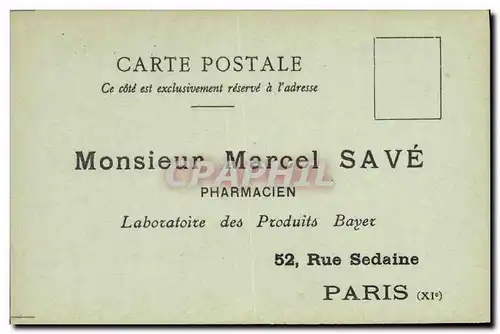 CARTE POSTALE
Ce côté est exclusivement réservé à l'adresse
Monsieur Marcel SAVÉ
CPARAPHIL
PHARMACIEN
Laboratoire des Produits Bayer
52, Rue Sedaine
PARIS (XIe)